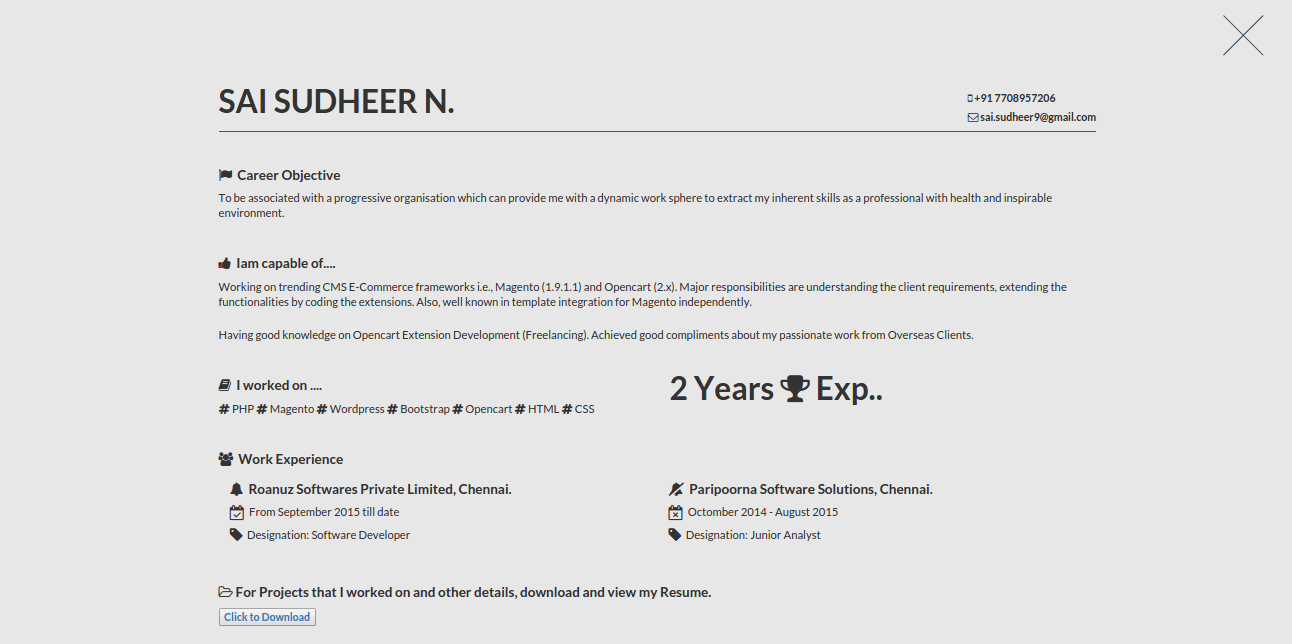 SAI SUDHEER N.
+91 7708957206
sai.sudheer9@gmail.com
Career Objective
To be associated with a progressive organisation which can provide me with a dynamic work sphere to extract my inherent skills as a professional with health and inspirable
environment.
Iam capable of....
Working on trending CMS E-Commerce frameworks i.e., Magento (1.9.1.1) and Opencart (2.x). Major responsibilities are understanding the client requirements, extending the
functionalities by coding the extensions. Also, well known in template integration for Magento independently.
Having good knowledge on Opencart Extension Development (Freelancing). Achieved good compliments about my passionate work from Overseas Clients.
I worked on ....
# PHP # Magento # Wordpress # Bootstrap # Opencart # HTML # CSS
2 Years Exp..
Work Experience
Roanuz Softwares Private Limited, Chennai.
From September 2015 till date
Designation: Software Developer
Paripoorna Software Solutions, Chennai.
Octomber 2014 - August 2015
Designation: Junior Analyst
For Projects that I worked on and other details, download and view my Resume.
Click to Download